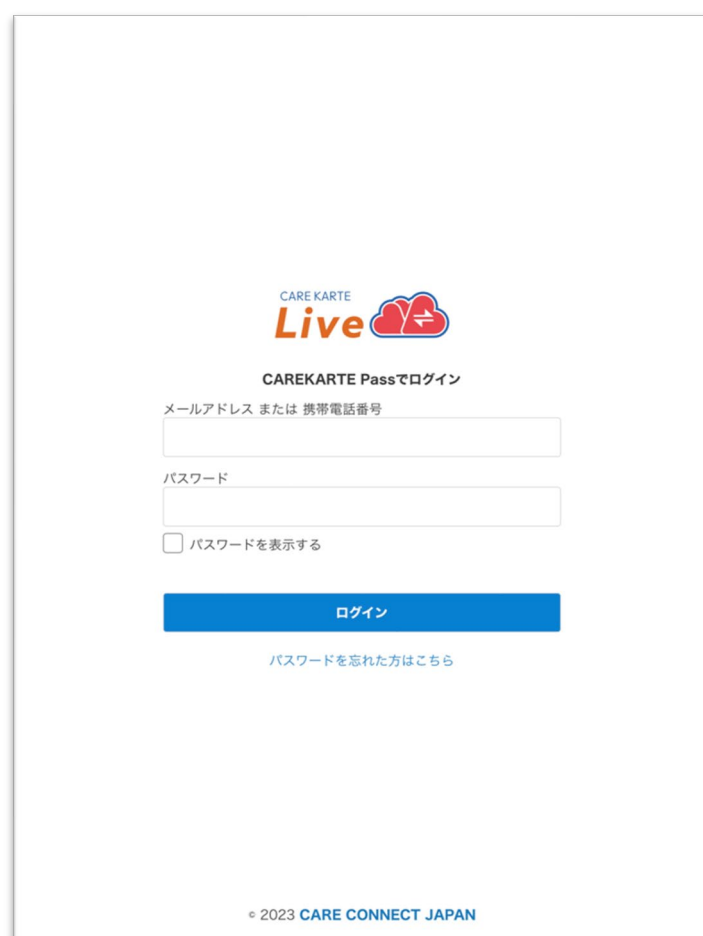 CARE KARTE
Live
CAREKARTE Passでログイン
メールアドレス または 携帯電話番号
パスワード
パスワードを表示する
ログイン
パスワードを忘れた方はこちら
© 2023 CARE CONNECT JAPAN